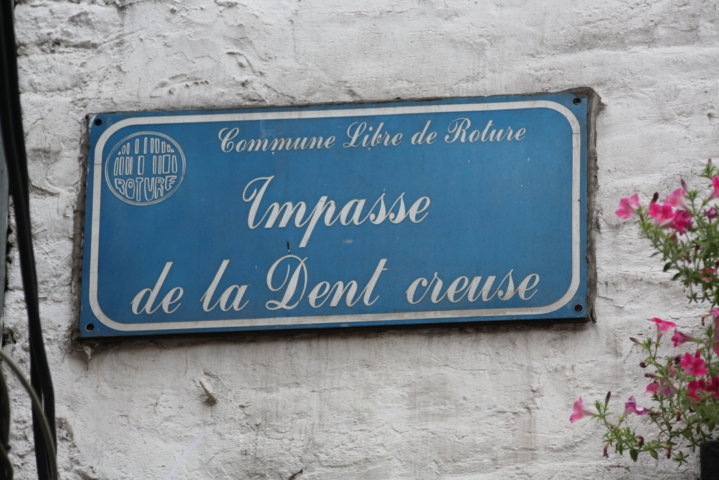 Commune Libre de Roture
ROTURE
Impasse
de la Dent creuse